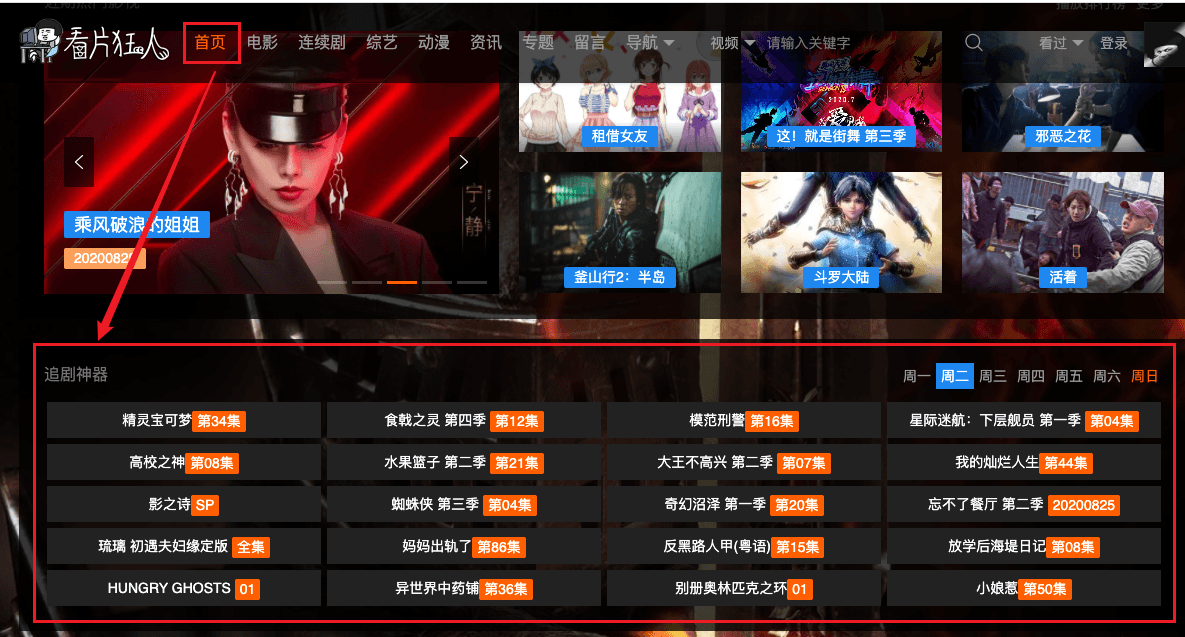 看片狂人
首页 电影 连续剧 综艺 动漫 资讯 专题 留言 导航 视频 请输入关键字 看过 登录
租借女友
这！就是街舞 第三季
邪恶之花
2020.7
宁静
乘风破浪的姐姐
2020082
釜山行2：半岛
斗罗大陆
活着
追剧神器
周一 周二 周三 周四 周五 周六 周日
精灵宝可梦 第34集 食戟之灵 第四季 第12集 模范刑警 第16集 星际迷航：下层舰员 第一季 第04集
高校之神 第08集 水果篮子 第二季 第21集 大王不高兴 第二季 第07集 我的灿烂人生 第44集
影之诗 SP 蜘蛛侠 第三季 第04集 奇幻沼泽 第一季 第20集 忘不了餐厅 第二季 20200825
琉璃 初遇夫妇缘定版 全集 妈妈出轨了 第86集 反黑路人甲(粤语) 第15集 放学后海堤日记 第08集
HUNGRY GHOSTS 01 异世界中药铺 第36集 别册奥林匹克之环 01 小娘惹 第50集